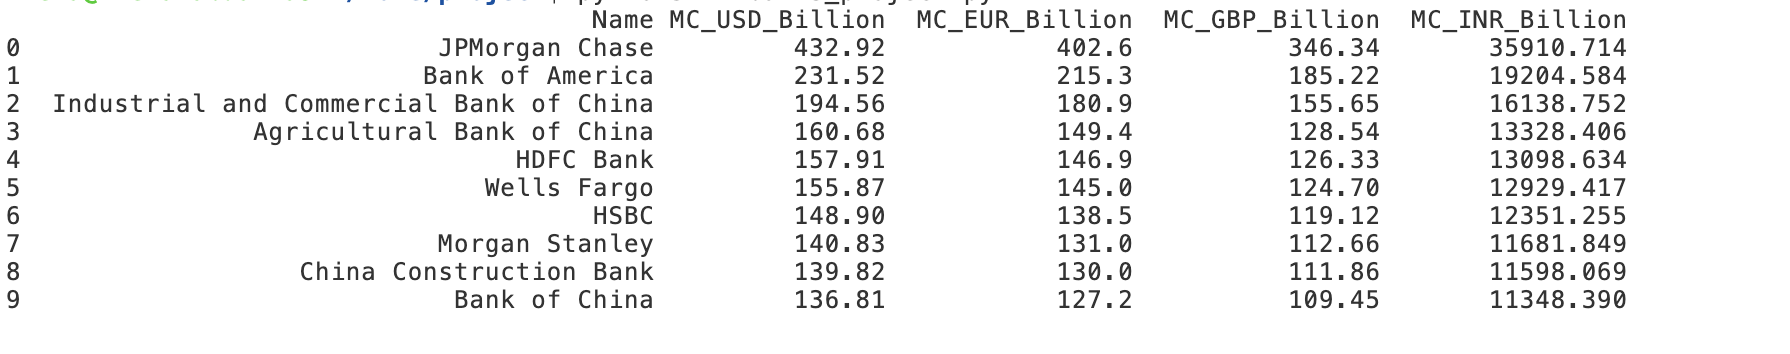 Name MC_USD_Billion MC_EUR_Billion MC_GBP_Billion MC_INR_Billion
0 JPMorgan Chase 432.92 402.6 346.34 35910.714
1 Bank of America 231.52 215.3 185.22 19204.584
2 Industrial and Commercial Bank of China 194.56 180.9 155.65 16138.752
3 Agricultural Bank of China 160.68 149.4 128.54 13328.406
4 HDFC Bank 157.91 146.9 126.33 13098.634
5 Wells Fargo 155.87 145.0 124.70 12929.417
6 HSBC 148.90 138.5 119.12 12351.255
7 Morgan Stanley 140.83 131.0 112.66 11681.849
8 China Construction Bank 139.82 130.0 111.86 11598.069
9 Bank of China 136.81 127.2 109.45 11348.390